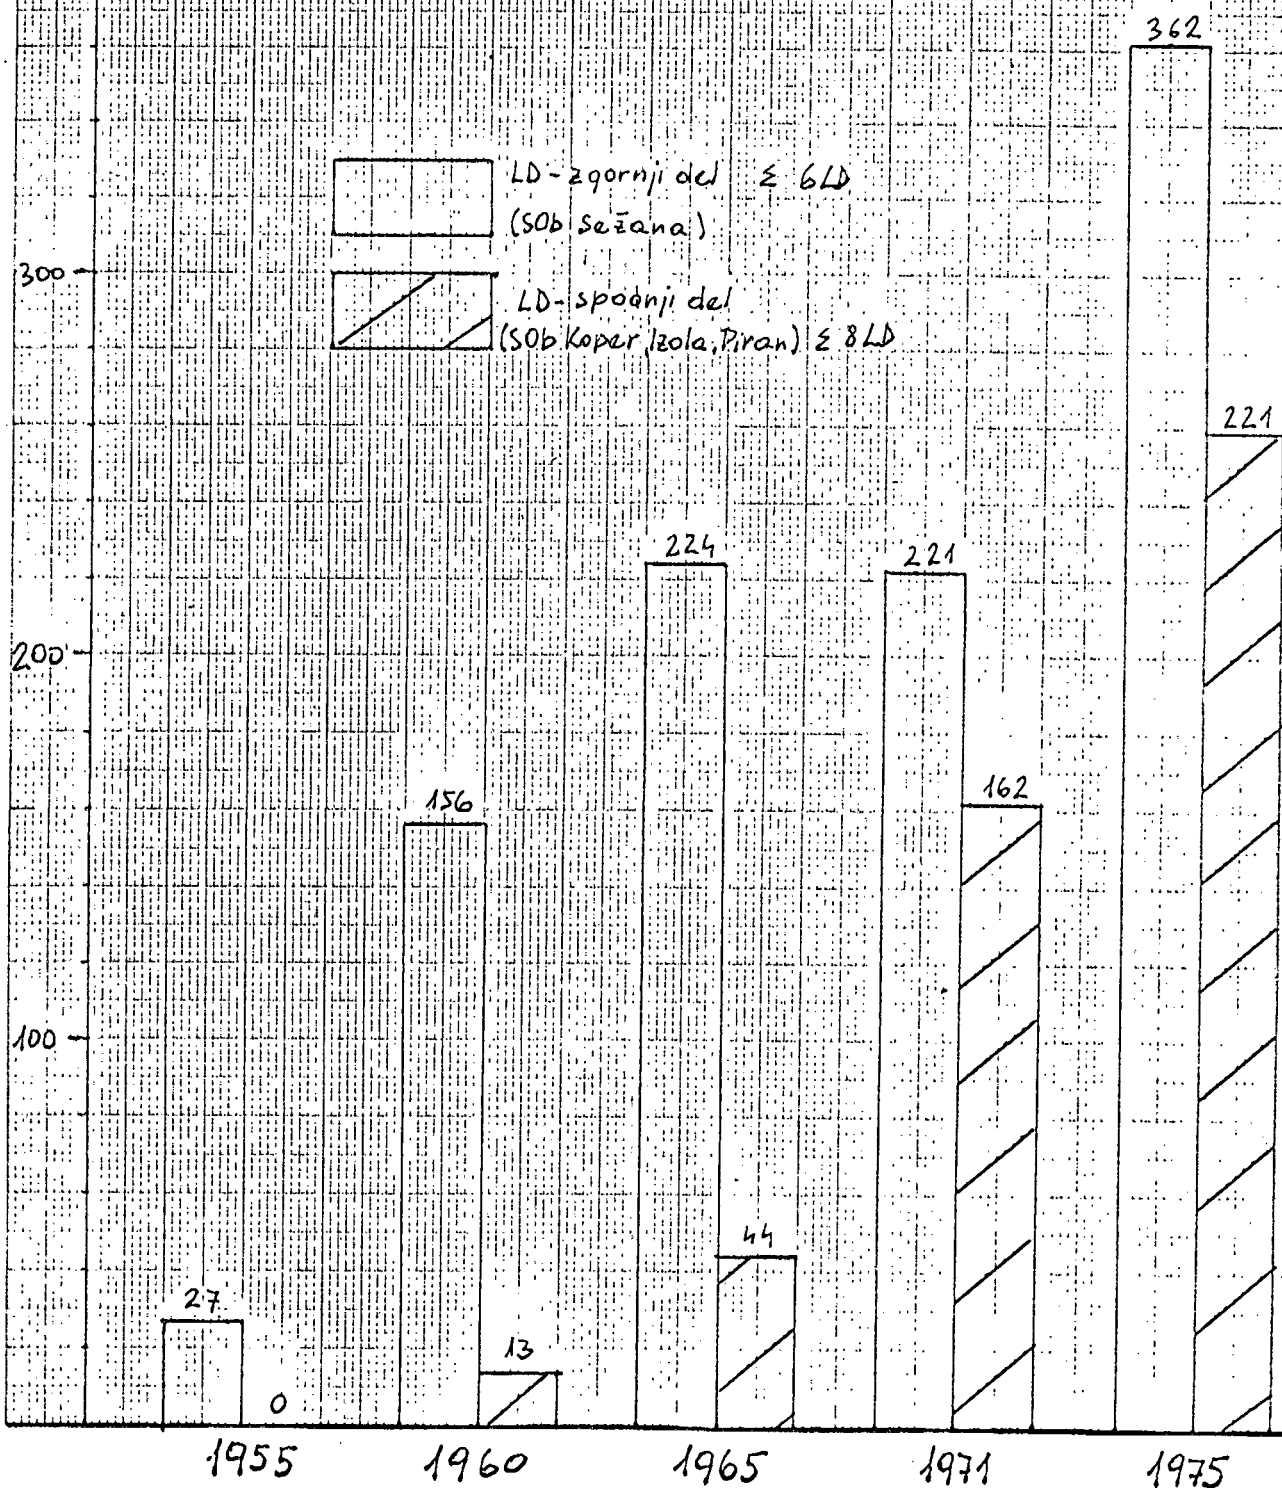 362
LD-zgornji del Σ 6LD
(SOb Sežana)
300
LD-spodnji del
(SOb Koper, Izola, Piran) Σ 8LD
221
224
221
200
156
162
100
44
27
13
0
1955 1960 1965 1971 1975